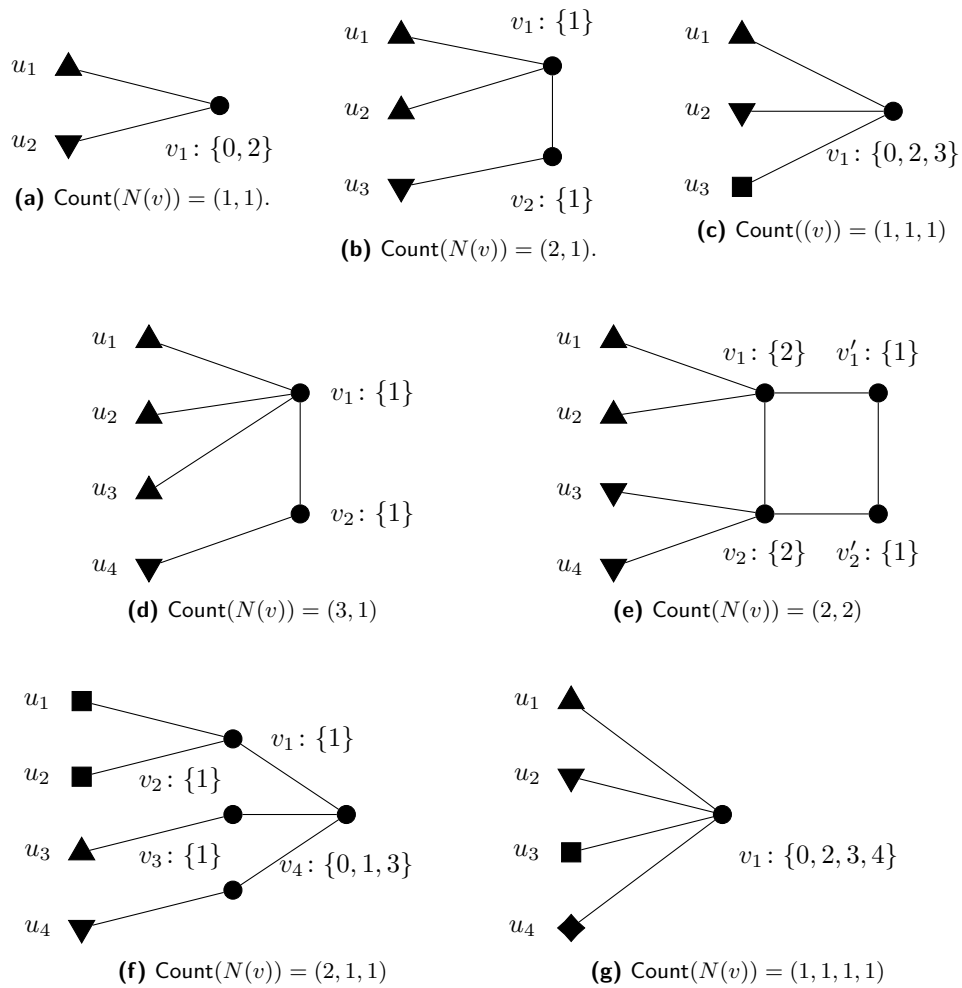 u₁
u₂
v₁: {0, 2}
(a) Count(N(v)) = (1, 1).
u₁
u₂
u₃
v₁: {1}
v₂: {1}
(b) Count(N(v)) = (2, 1).
u₁
u₂
u₃
v₁: {0, 2, 3}
(c) Count((v)) = (1, 1, 1)
u₁
u₂
u₃
u₄
v₁: {1}
v₂: {1}
(d) Count(N(v)) = (3, 1)
u₁
u₂
u₃
u₄
v₁: {2} v′₁: {1}
v₂: {2} v′₂: {1}
(e) Count(N(v)) = (2, 2)
u₁
u₂
u₃
u₄
v₁: {1}
v₂: {1}
v₃: {1}
v₄: {0, 1, 3}
(f) Count(N(v)) = (2, 1, 1)
u₁
u₂
u₃
u₄
v₁: {0, 2, 3, 4}
(g) Count(N(v)) = (1, 1, 1, 1)